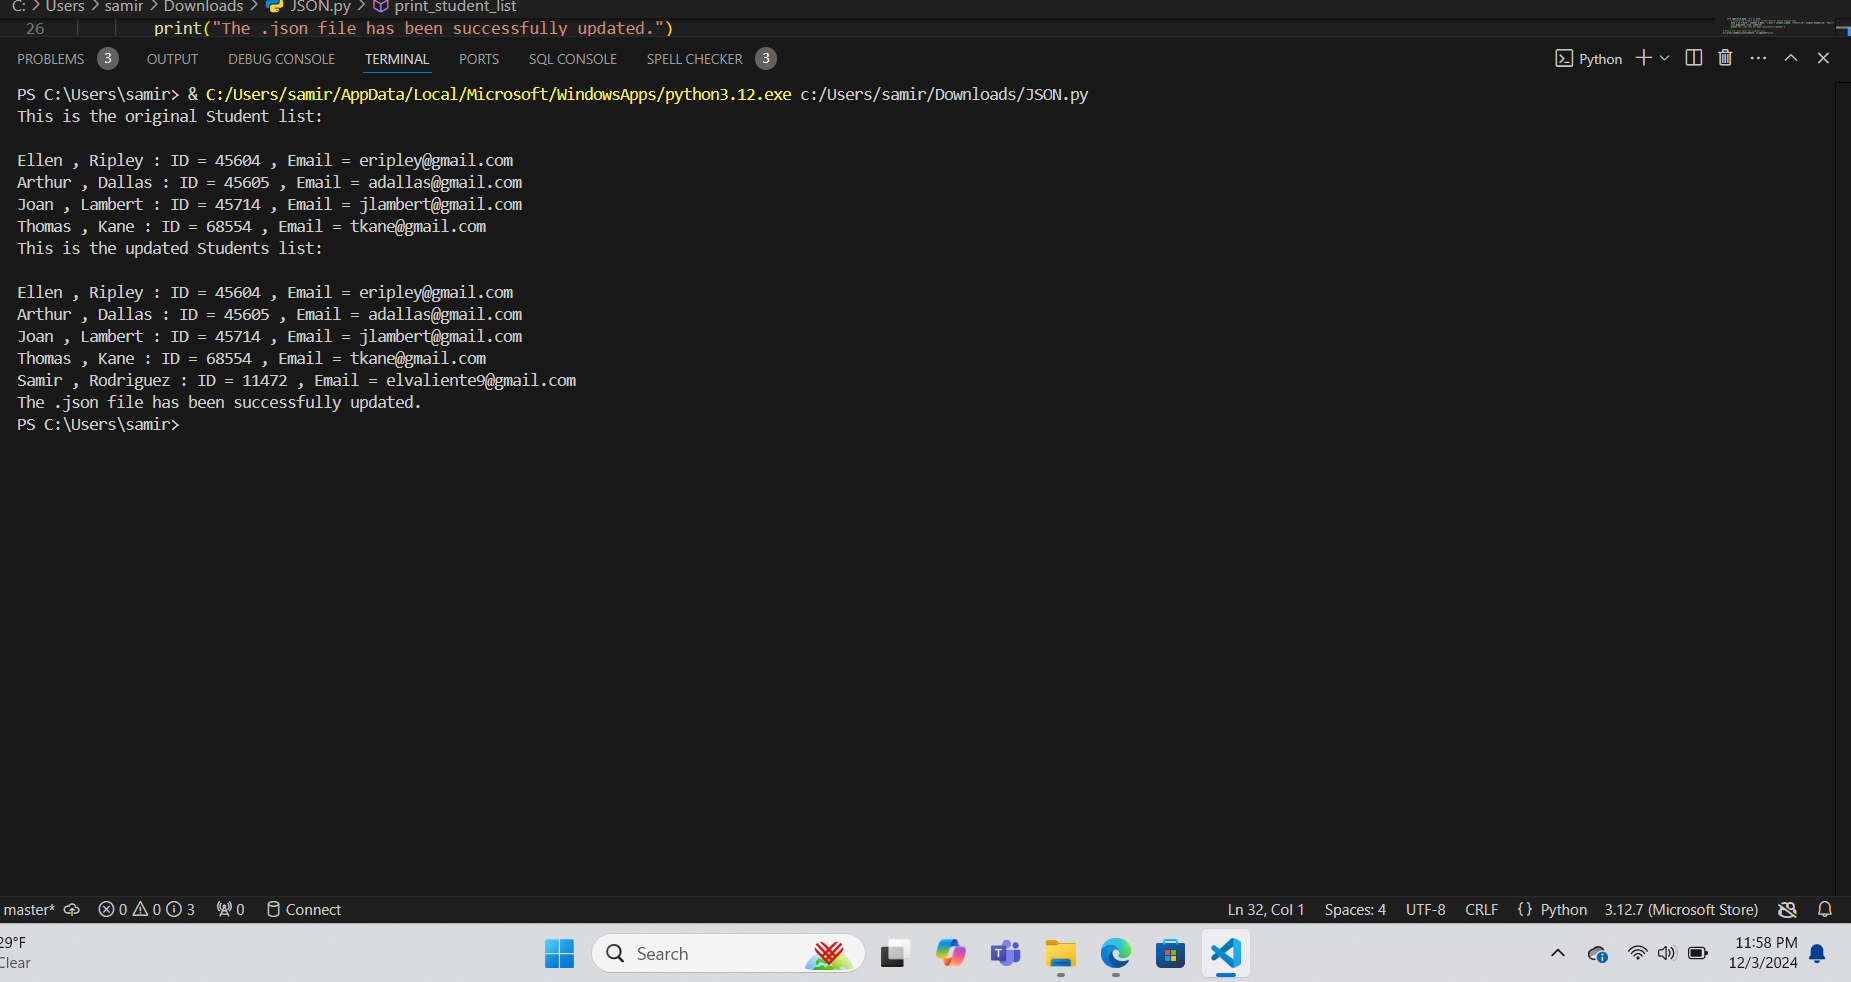 C: > Users > samir > Downloads > JSON.py > print_student_list
26 print("The .json file has been successfully updated.")
PROBLEMS 3 OUTPUT DEBUG CONSOLE TERMINAL PORTS SQL CONSOLE SPELL CHECKER 3 Python
PS C:\Users\samir> & C:/Users/samir/AppData/Local/Microsoft/WindowsApps/python3.12.exe c:/Users/samir/Downloads/JSON.py
This is the original Student list:
Ellen , Ripley : ID = 45604 , Email = eripley@gmail.com
Arthur , Dallas : ID = 45605 , Email = adallas@gmail.com
Joan , Lambert : ID = 45714 , Email = jlambert@gmail.com
Thomas , Kane : ID = 68554 , Email = tkane@gmail.com
This is the updated Students list:
Ellen , Ripley : ID = 45604 , Email = eripley@gmail.com
Arthur , Dallas : ID = 45605 , Email = adallas@gmail.com
Joan , Lambert : ID = 45714 , Email = jlambert@gmail.com
Thomas , Kane : ID = 68554 , Email = tkane@gmail.com
Samir , Rodriguez : ID = 11472 , Email = elvaliente9@gmail.com
The .json file has been successfully updated.
PS C:\Users\samir>
master* 0 0 3 0 Connect Ln 32, Col 1 Spaces: 4 UTF-8 CRLF {} Python 3.12.7 (Microsoft Store)
29°F
Clear
Search
11:58 PM
12/3/2024